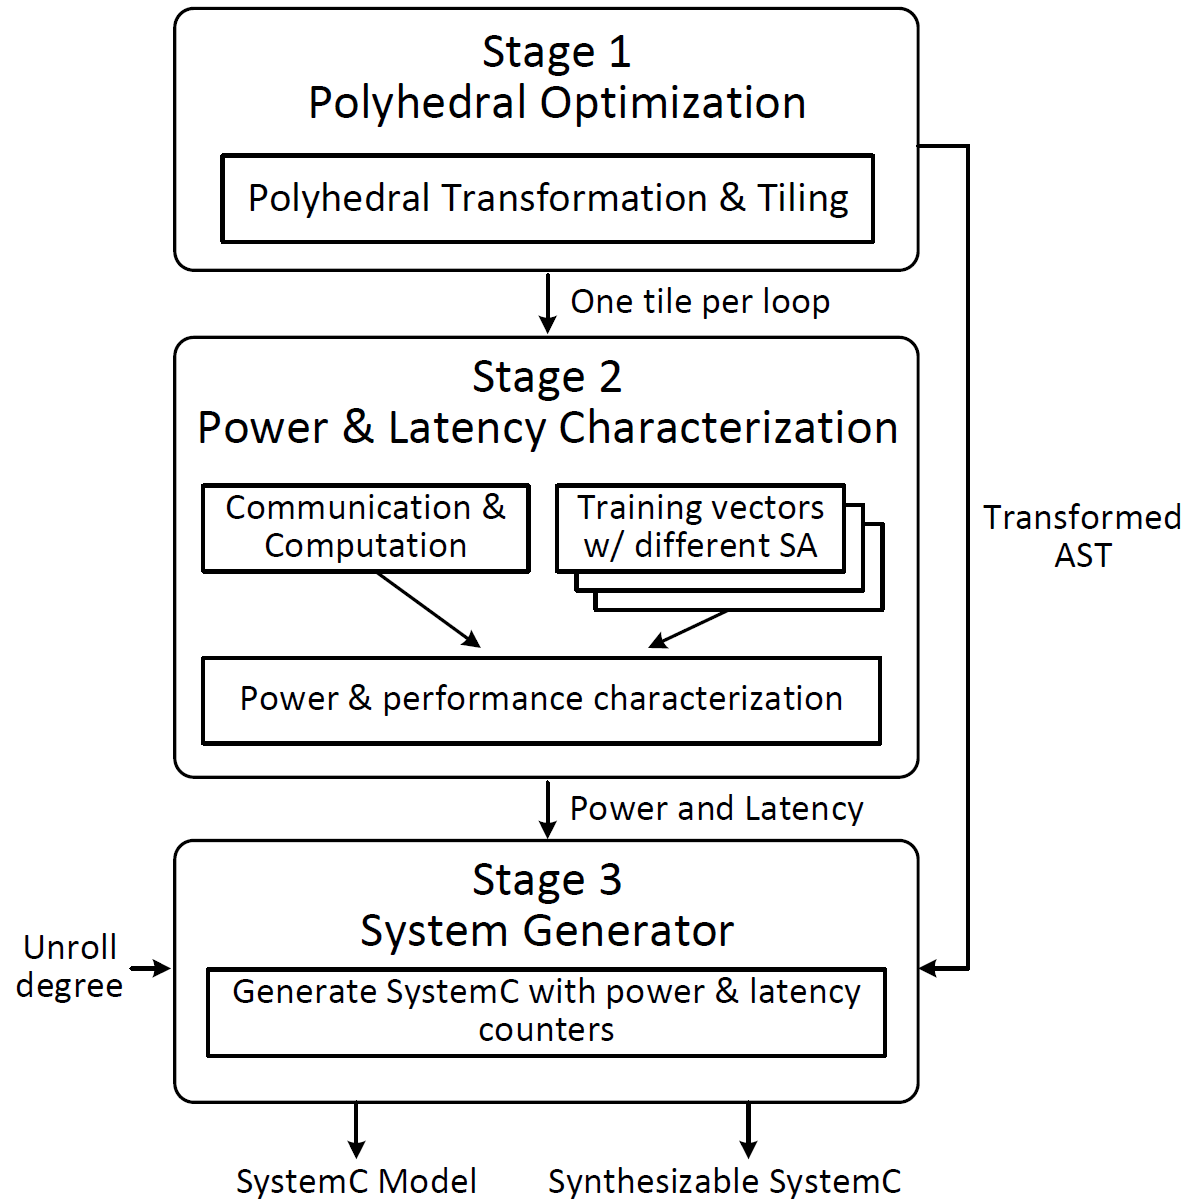 Stage 1
Polyhedral Optimization
Polyhedral Transformation & Tiling
One tile per loop
Stage 2
Power & Latency Characterization
Communication &
Computation
Training vectors
w/ different SA
Transformed
AST
Power & performance characterization
Power and Latency
Stage 3
System Generator
Unroll
degree
Generate SystemC with power & latency
counters
SystemC Model
Synthesizable SystemC